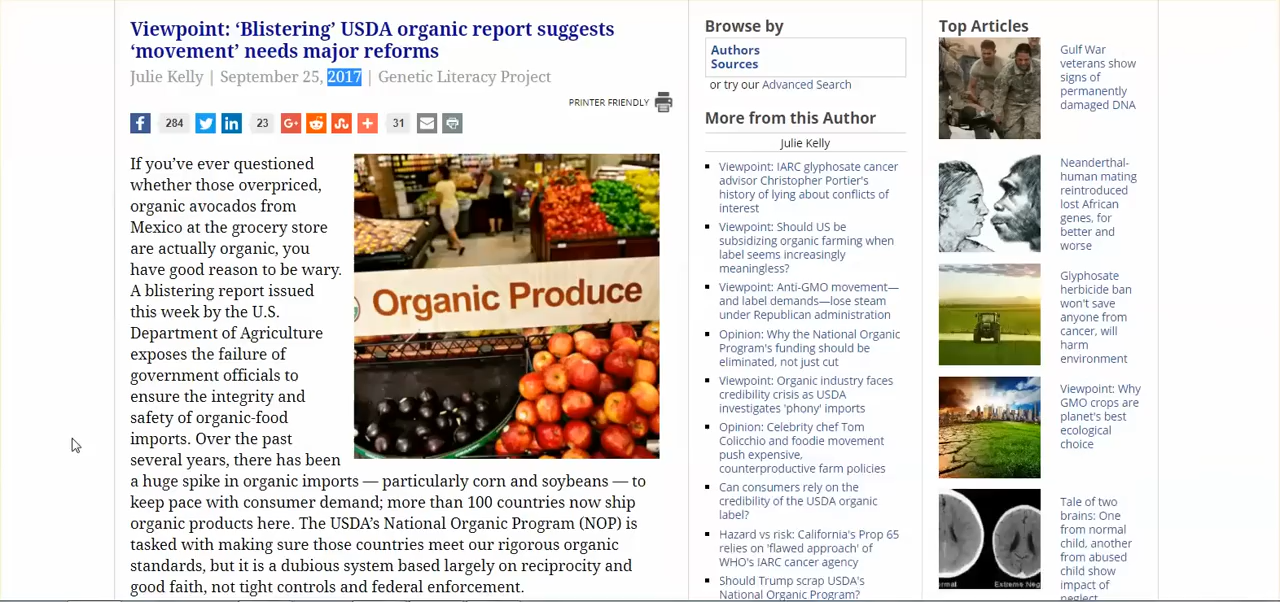 Viewpoint: ‘Blistering’ USDA organic report suggests
‘movement’ needs major reforms
Julie Kelly | September 25, 2017 | Genetic Literacy Project
PRINTER FRIENDLY
284
23
31
If you’ve ever questioned
whether those overpriced,
organic avocados from
Mexico at the grocery store
are actually organic, you
have good reason to be wary.
A blistering report issued
this week by the U.S.
Department of Agriculture
exposes the failure of
government officials to
ensure the integrity and
safety of organic-food
imports. Over the past
several years, there has been
a huge spike in organic imports — particularly corn and soybeans — to
keep pace with consumer demand; more than 100 countries now ship
organic products here. The USDA’s National Organic Program (NOP) is
tasked with making sure those countries meet our rigorous organic
standards, but it is a dubious system based largely on reciprocity and
good faith, not tight controls and federal enforcement.
Organic Produce
Browse by
Authors
Sources
or try our Advanced Search
More from this Author
Julie Kelly
Viewpoint: IARC glyphosate cancer
advisor Christopher Portier's
history of lying about conflicts of
interest
Viewpoint: Should US be
subsidizing organic farming when
label seems increasingly
meaningless?
Viewpoint: Anti-GMO movement—
and label demands—lose steam
under Republican administration
Opinion: Why the National Organic
Program's funding should be
eliminated, not just cut
Viewpoint: Organic industry faces
credibility crisis as USDA
investigates 'phony' imports
Opinion: Celebrity chef Tom
Colicchio and foodie movement
push expensive,
counterproductive farm policies
Can consumers rely on the
credibility of the USDA organic
label?
Hazard vs risk: California's Prop 65
relies on 'flawed approach' of
WHO's IARC cancer agency
Should Trump scrap USDA's
National Organic Program?
Top Articles
Gulf War
veterans show
signs of
permanently
damaged DNA
Neanderthal-
human mating
reintroduced
lost African
genes, for
better and
worse
Glyphosate
herbicide ban
won't save
anyone from
cancer, will
harm
environment
Viewpoint: Why
GMO crops are
planet's best
ecological
choice
Tale of two
brains: One
from normal
child, another
from abused
child show
impact of
neglect
Extreme Neg